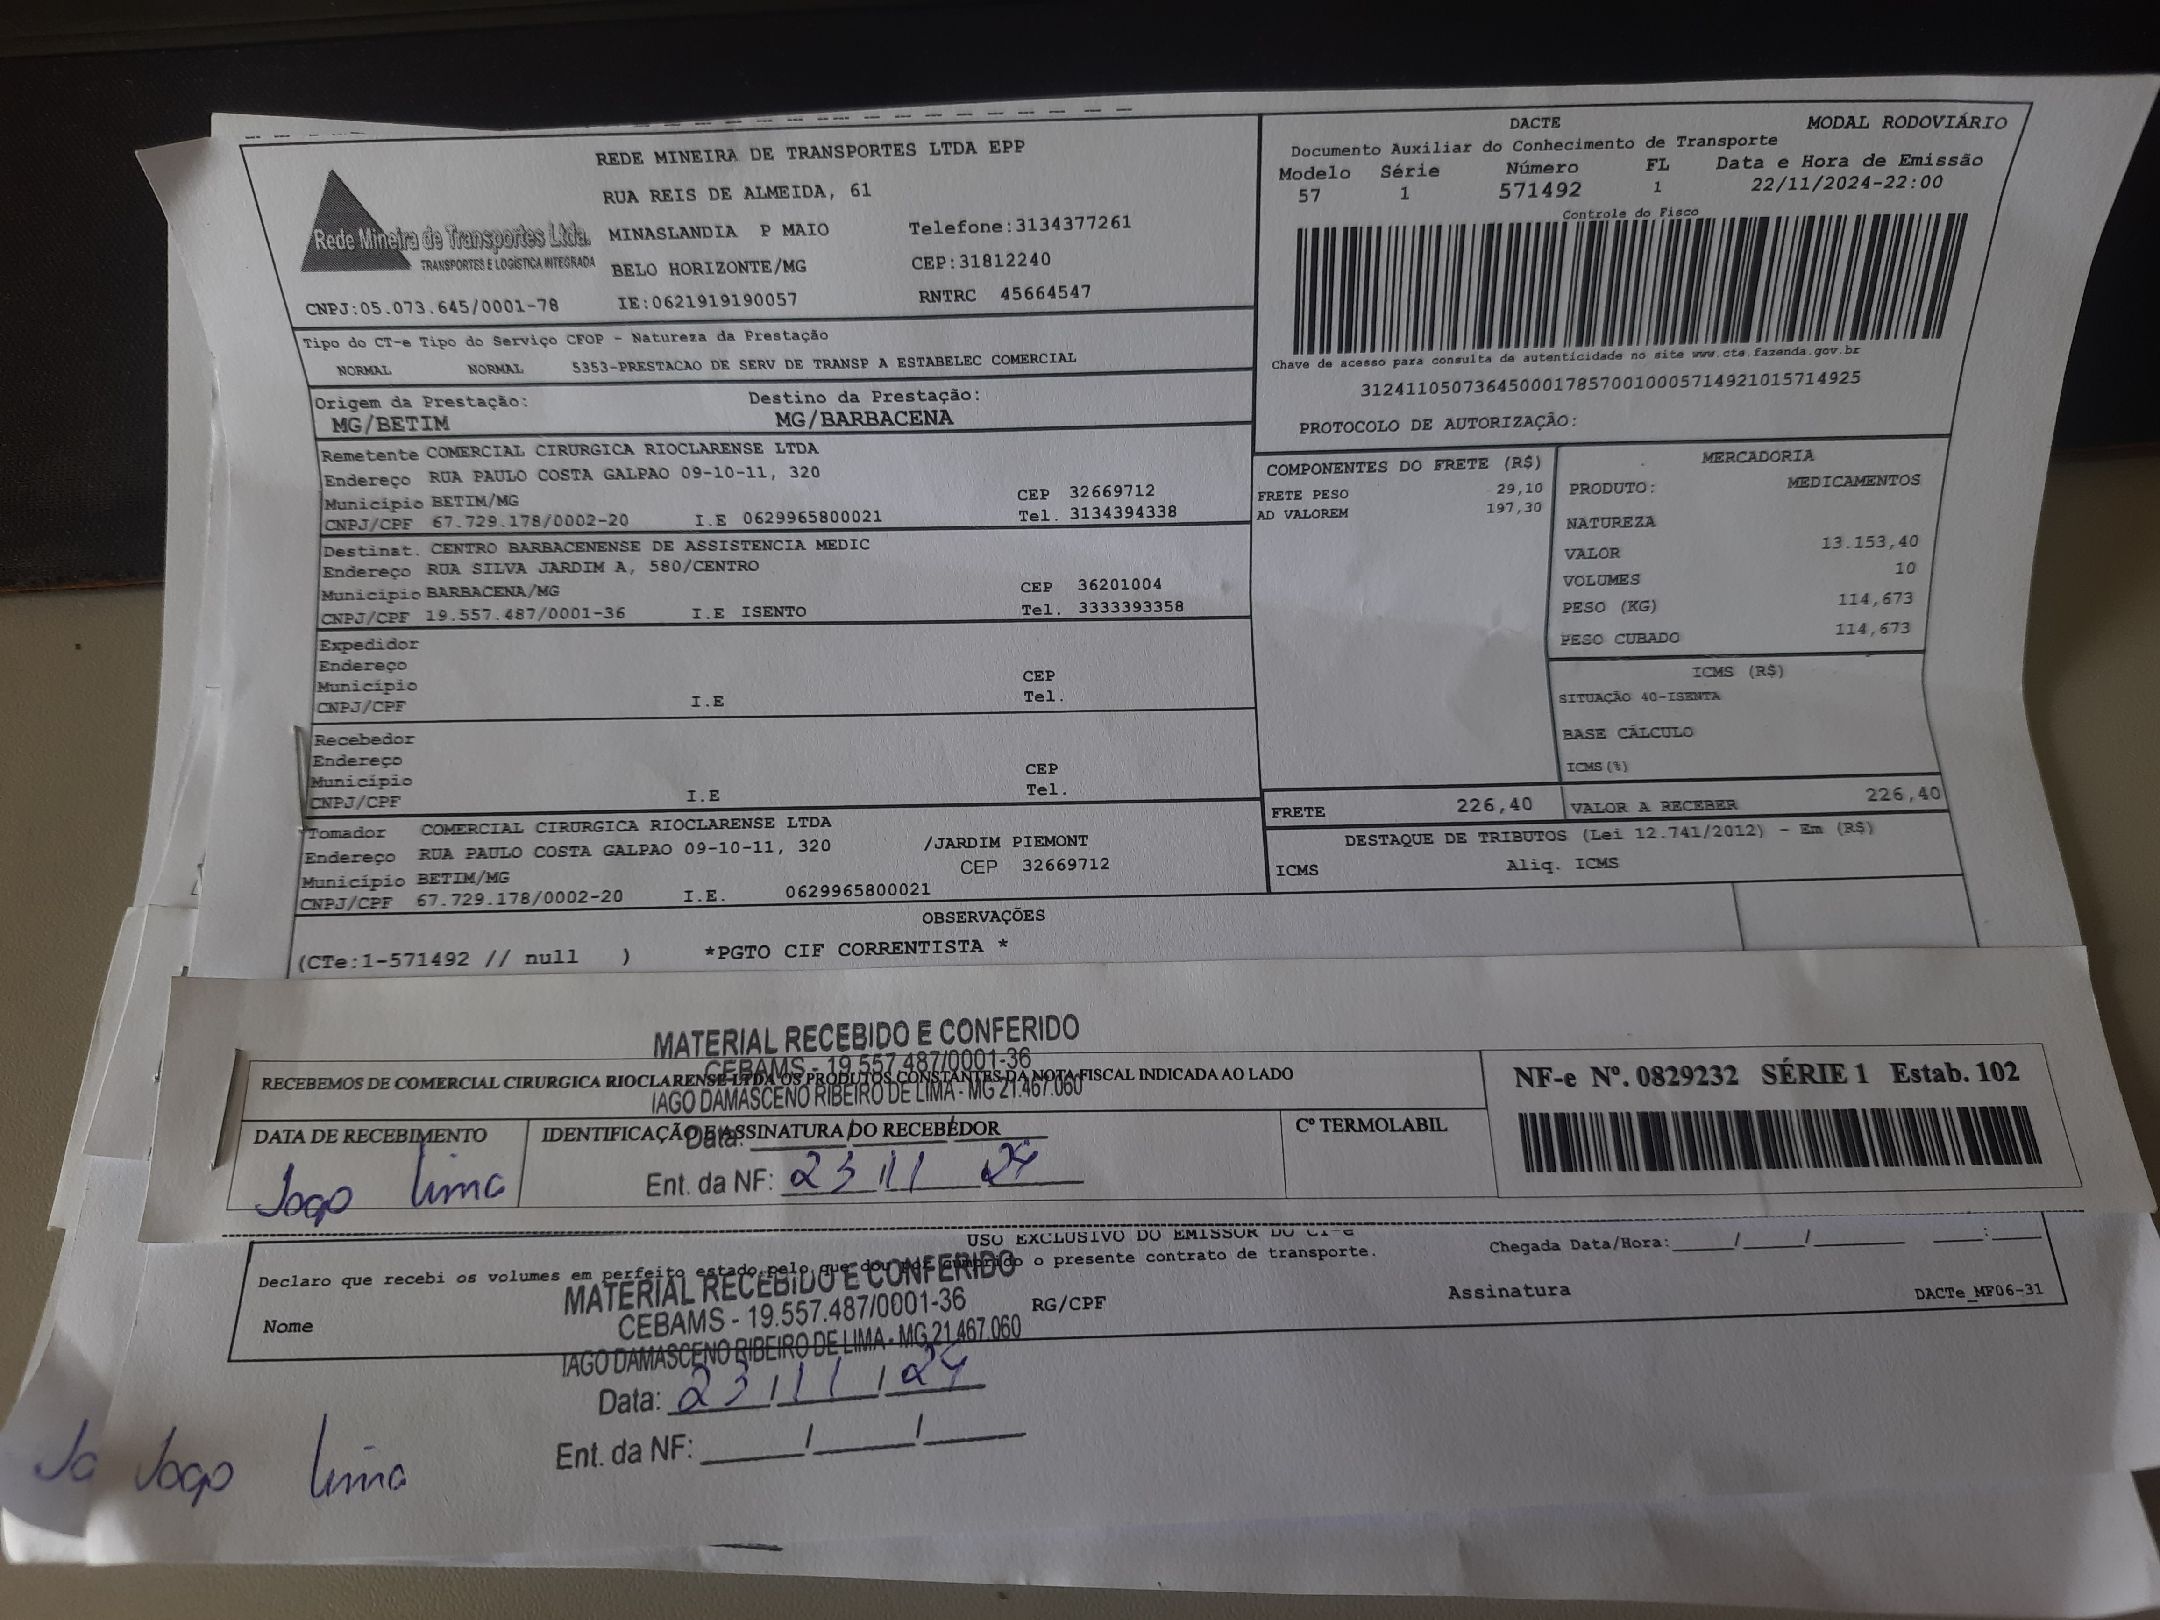 REDE MINEIRA DE TRANSPORTES LTDA EPP
RUA REIS DE ALMEIDA, 61
Rede Mineira de Transportes Ltda.
TRANSPORTES E LOGÍSTICA INTEGRADA
MINASLANDIA P MAIO Telefone:3134377261
BELO HORIZONTE/MG CEP:31812240
CNPJ:05.073.645/0001-78 IE:0621919190057 RNTRC 45664547
DACTE MODAL RODOVIÁRIO
Documento Auxiliar do Conhecimento de Transporte
Modelo Série Número FL Data e Hora de Emissão
57 1 571492 1 22/11/2024-22:00
Controle do Fisco
Chave de acesso para consulta de autenticidade no site www.cte.fazenda.gov.br
31241105073645000178570010005714921015714925
PROTOCOLO DE AUTORIZAÇÃO:
Tipo do CT-e Tipo do Serviço CFOP - Natureza da Prestação
NORMAL NORMAL 5353-PRESTACAO DE SERV DE TRANSP A ESTABELEC COMERCIAL
Origem da Prestação: Destino da Prestação:
MG/BETIM MG/BARBACENA
Remetente COMERCIAL CIRURGICA RIOCLARENSE LTDA
Endereço RUA PAULO COSTA GALPAO 09-10-11, 320
Município BETIM/MG CEP 32669712
CNPJ/CPF 67.729.178/0002-20 I.E 0629965800021 Tel. 3134394338
Destinat. CENTRO BARBACENENSE DE ASSISTENCIA MEDIC
Endereço RUA SILVA JARDIM A, 580/CENTRO
Município BARBACENA/MG CEP 36201004
CNPJ/CPF 19.557.487/0001-36 I.E ISENTO Tel. 3333393358
Expedidor
Endereço
Município CEP
CNPJ/CPF I.E Tel.
Recebedor
Endereço
Município CEP
CNPJ/CPF I.E Tel.
Tomador COMERCIAL CIRURGICA RIOCLARENSE LTDA
Endereço RUA PAULO COSTA GALPAO 09-10-11, 320 /JARDIM PIEMONT
Município BETIM/MG CEP 32669712
CNPJ/CPF 67.729.178/0002-20 I.E. 0629965800021
COMPONENTES DO FRETE (R$)
FRETE PESO 29,10
AD VALOREM 197,30
MERCADORIA
PRODUTO: MEDICAMENTOS
NATUREZA
VALOR 13.153,40
VOLUMES 10
PESO (KG) 114,673
PESO CUBADO 114,673
ICMS (R$)
SITUAÇÃO 40-ISENTA
BASE CÁLCULO
ICMS(%)
FRETE 226,40 VALOR A RECEBER 226,40
DESTAQUE DE TRIBUTOS (Lei 12.741/2012) - Em (R$)
ICMS Aliq. ICMS
OBSERVAÇÕES
(CTe:1-571492 // null ) *PGTO CIF CORRENTISTA *
MATERIAL RECEBIDO E CONFERIDO
CEBAMS - 19.557.487/0001-36
RECEBEMOS DE COMERCIAL CIRURGICA RIOCLARENSE LTDA OS PRODUTOS CONSTANTES DA NOTA FISCAL INDICADA AO LADO
IAGO DAMASCENO RIBEIRO DE LIMA - MG 21.467.060
NF-e Nº. 0829232 SÉRIE 1 Estab. 102
DATA DE RECEBIMENTO IDENTIFICAÇÃO E ASSINATURA DO RECEBEDOR Cº TERMOLABIL
Data: ___/___/___
Iago Lima
Ent. da NF: 23 11 24
USO EXCLUSIVO DO EMISSOR DO CT-e
Declaro que recebi os volumes em perfeito estado pelo que dou por cumprido o presente contrato de transporte.
Chegada Data/Hora:___/___/___ ___:___
MATERIAL RECEBIDO E CONFERIDO
CEBAMS - 19.557.487/0001-36
Nome RG/CPF Assinatura DACTe_MF06-31
IAGO DAMASCENO RIBEIRO DE LIMA - MG 21.467.060
Data: 23/11/24
Ent. da NF: ___/___/___
Iago Lima